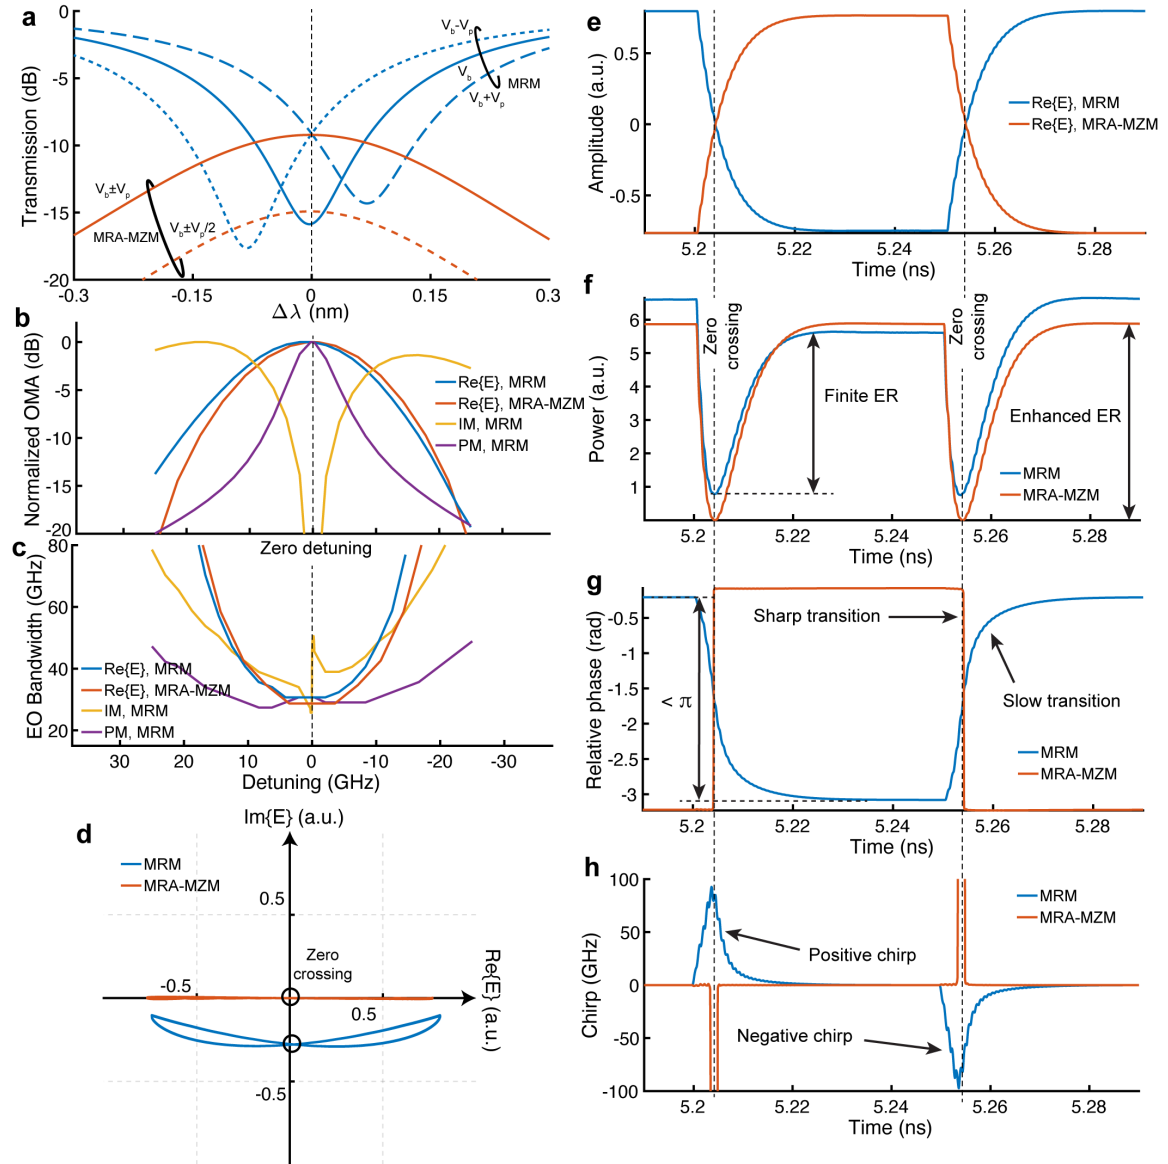 a
0
-5
-10
-15
-20
Transmission (dB)
-0.3
-0.15
0
0.15
0.3
Δλ (nm)
Vb-Vp
Vb
MRM
Vb+Vp
Vb±Vp
Vb±Vp/2
MRA-MZM
b
0
-5
-10
-15
-20
Normalized OMA (dB)
Re{E}, MRM
Re{E}, MRA-MZM
IM, MRM
PM, MRM
Zero detuning
c
80
60
40
20
EO Bandwidth (GHz)
Re{E}, MRM
Re{E}, MRA-MZM
IM, MRM
PM, MRM
30
20
10
0
-10
-20
-30
Detuning (GHz)
d
Im{E} (a.u.)
MRM
MRA-MZM
0.5
Zero
crossing
-0.5
0.5
Re{E}
(a.u.)
-0.5
e
0.5
0
-0.5
Amplitude (a.u.)
Re{E}, MRM
Re{E}, MRA-MZM
5.2
5.22
5.24
5.26
5.28
Time (ns)
f
6
5
4
3
2
1
Power (a.u.)
Zero
crossing
Zero
crossing
Finite ER
Enhanced ER
MRM
MRA-MZM
5.2
5.22
5.24
5.26
5.28
Time (ns)
g
-0.5
-1
-1.5
-2
-2.5
-3
Relative phase (rad)
Sharp transition
< π
Slow transition
MRM
MRA-MZM
5.2
5.22
5.24
5.26
5.28
Time (ns)
h
100
50
0
-50
-100
Chirp (GHz)
MRM
MRA-MZM
Positive chirp
Negative chirp
5.2
5.22
5.24
5.26
5.28
Time (ns)